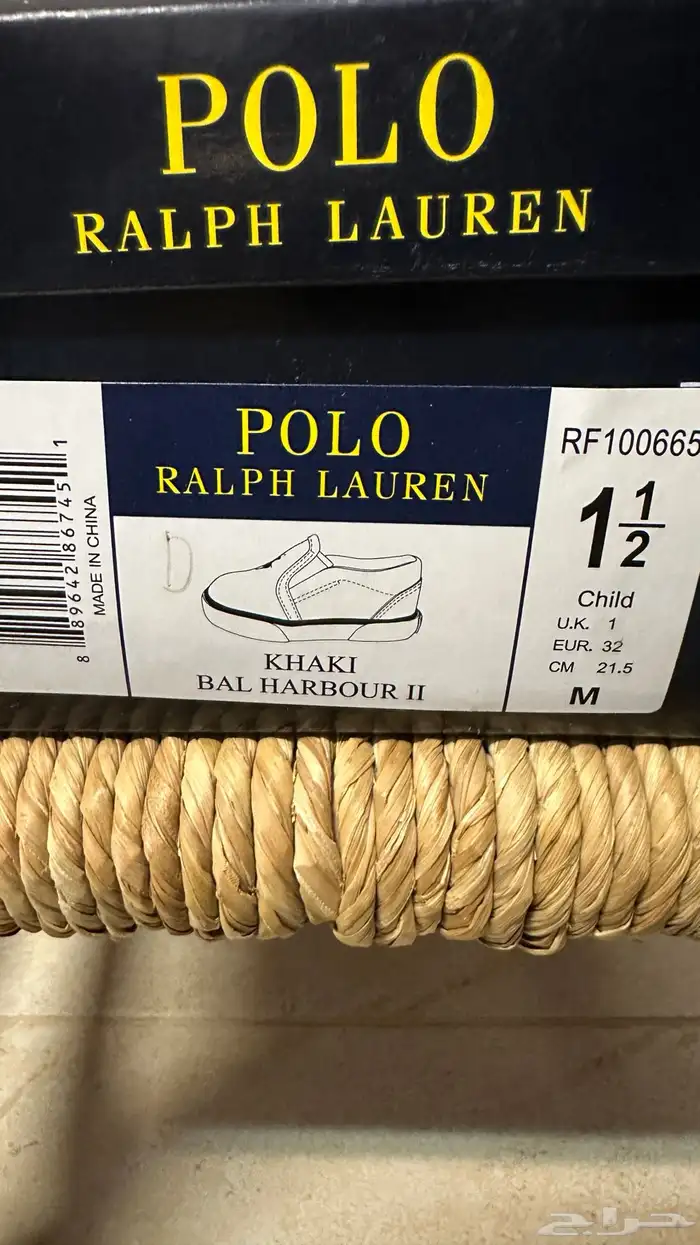 POLO
RALPH LAUREN
8 89642 86745 1
MADE IN CHINA
POLO
RALPH LAUREN
D
KHAKI
BAL HARBOUR II
RF100665
1 1/2
Child
U.K. 1
EUR. 32
CM 21.5
M
حراج